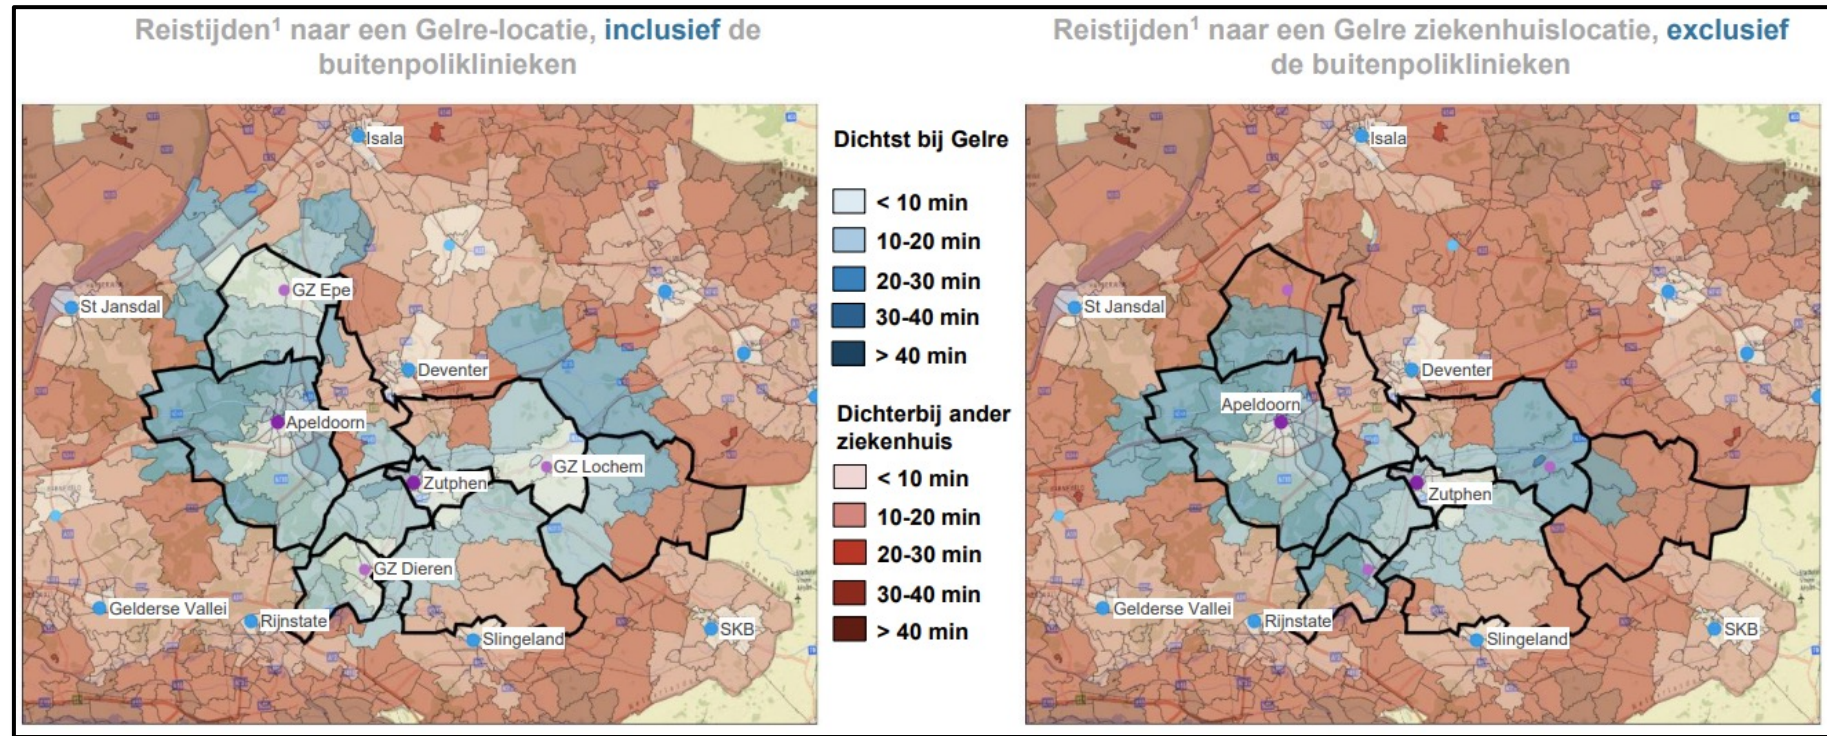 Reistijden¹ naar een Gelre-locatie, inclusief de
buitenpoliklinieken
Isala
GZ Epe
St Jansdal
Deventer
Apeldoorn
GZ Lochem
Zutphen
GZ Dieren
Gelderse Vallei
Rijnstate
Slingeland
SKB
Dichtst bij Gelre
< 10 min
10-20 min
20-30 min
30-40 min
> 40 min
Dichterbij ander
ziekenhuis
< 10 min
10-20 min
20-30 min
30-40 min
> 40 min
Reistijden¹ naar een Gelre ziekenhuislocatie, exclusief
de buitenpoliklinieken
Isala
St Jansdal
Deventer
Apeldoorn
Zutphen
Gelderse Vallei
Rijnstate
Slingeland
SKB